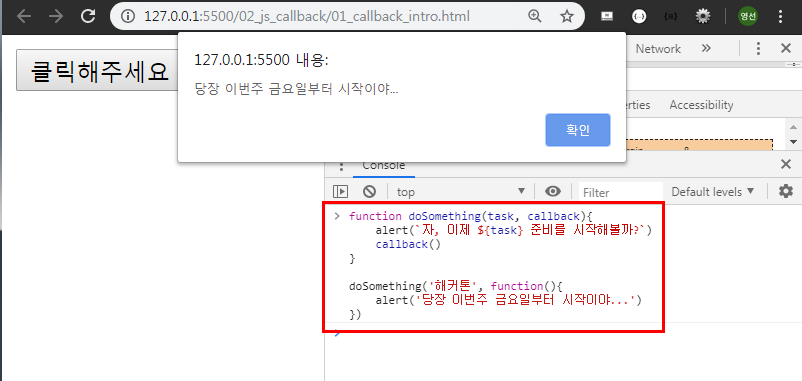 127.0.0.1:5500/02_js_callback/01_callback_intro.html
영선
클릭해주세요
127.0.0.1:5500 내용:
당장 이번주 금요일부터 시작이야...
확인
Network
»
erties
Accessibility
Console
top
Filter
Default levels
> function doSomething(task, callback){
alert(`자, 이제 ${task} 준비를 시작해볼까?`)
callback()
}
doSomething('해커톤', function(){
alert('당장 이번주 금요일부터 시작이야...')
})
>